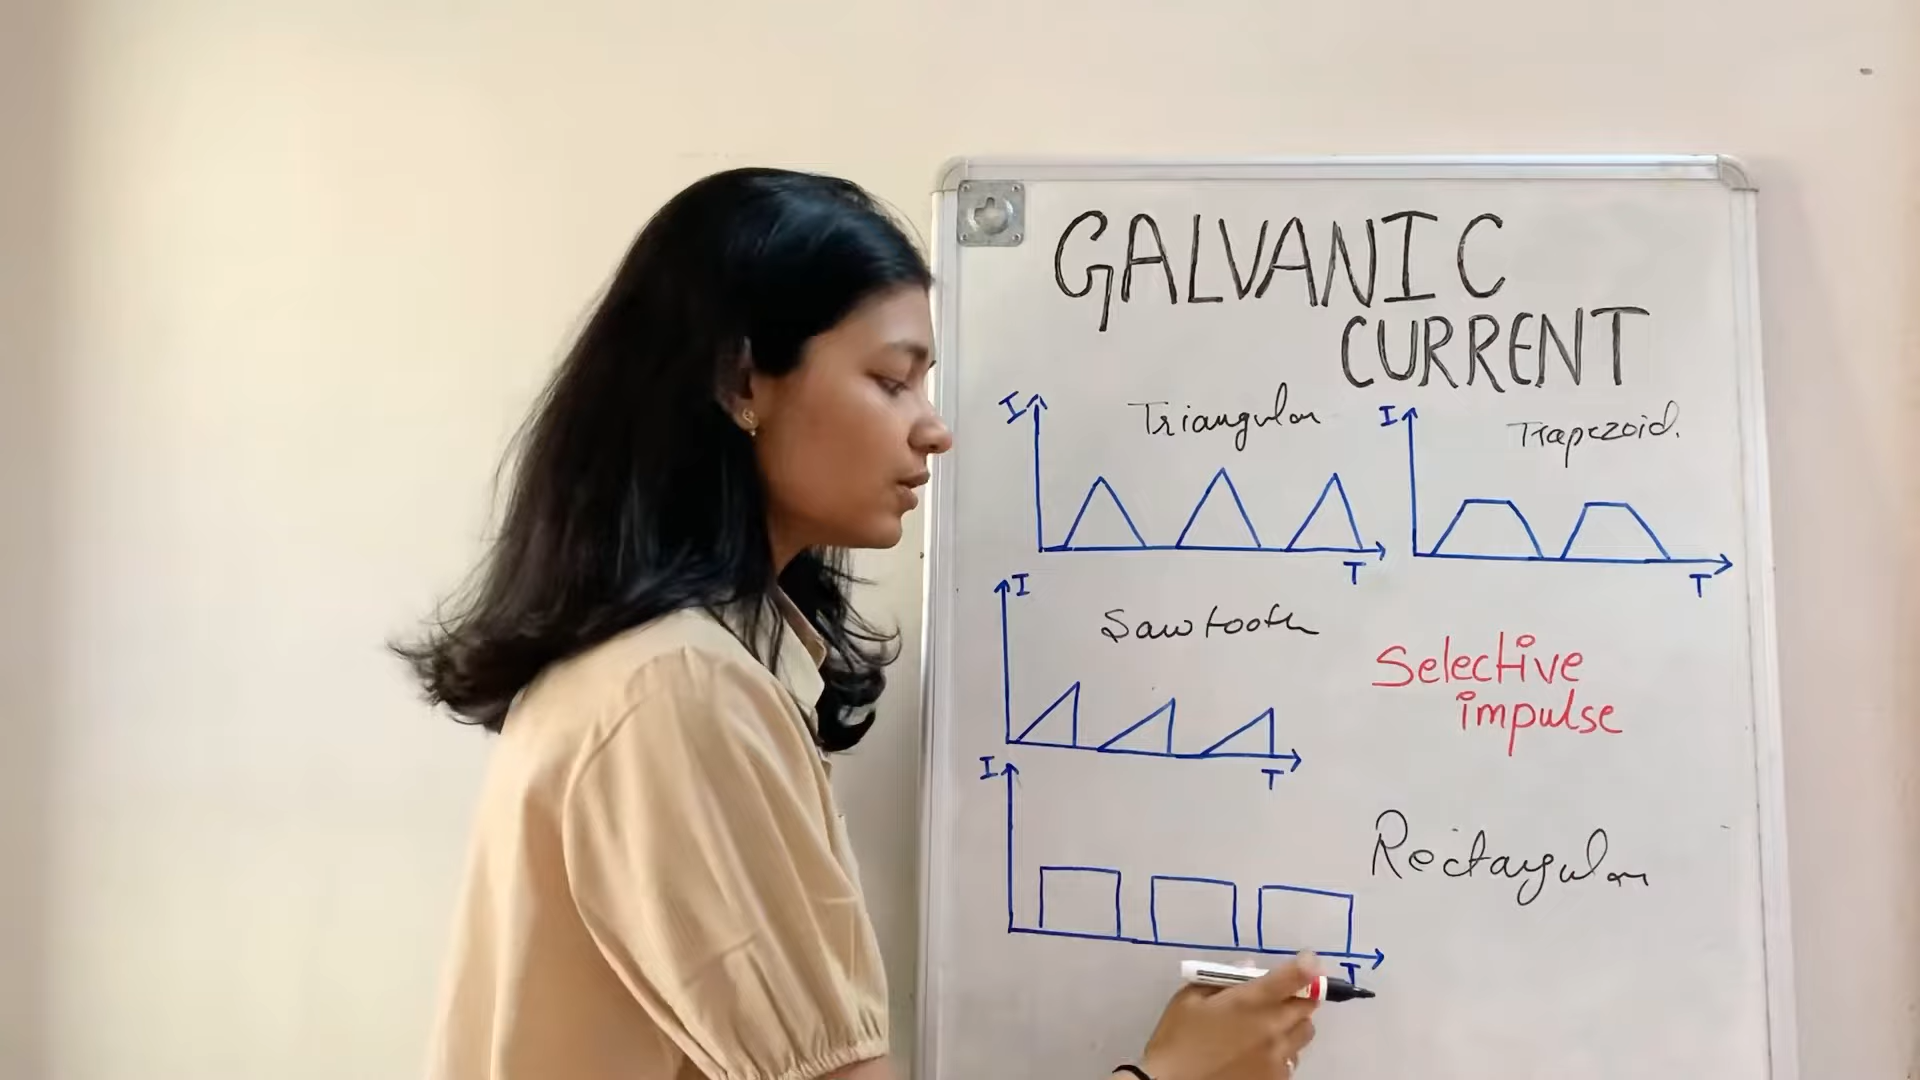 GALVANIC
CURRENT
I Triangular
T
I Trapezoid.
T
I
Sawtooth
T
Selective
impulse
I
Rectangular
T